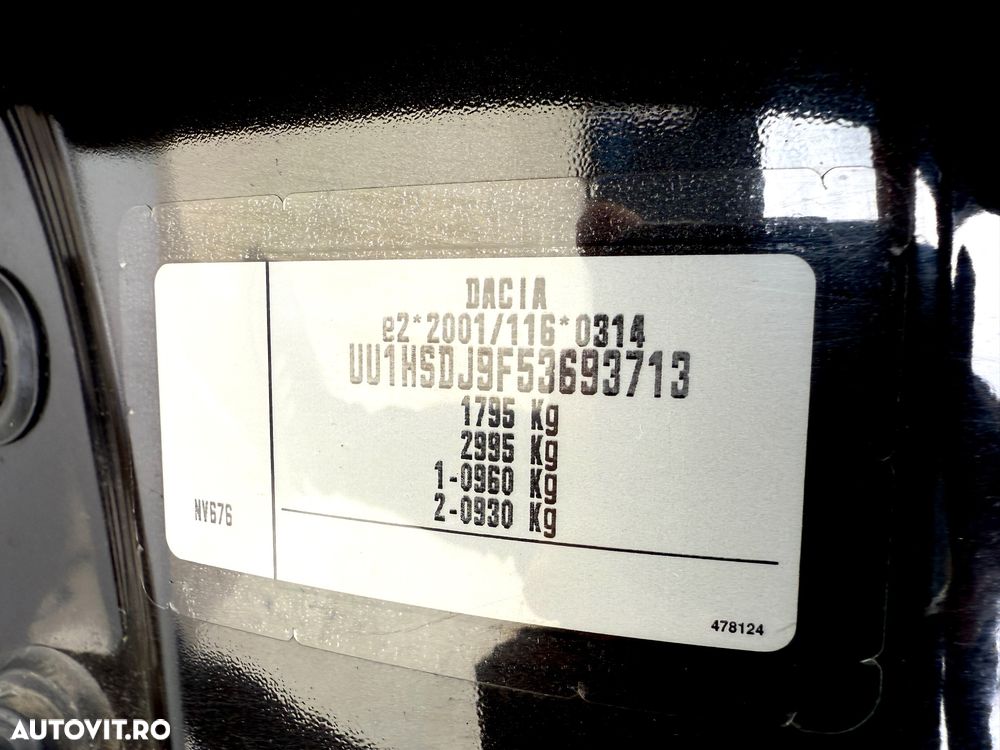 DACIA
e2*2001/116*0314
UU1HSDJ9F53693713
1795 Kg
2995 Kg
1-0960 Kg
2-0930 Kg
NV676
478124
AUTOVIT.RO